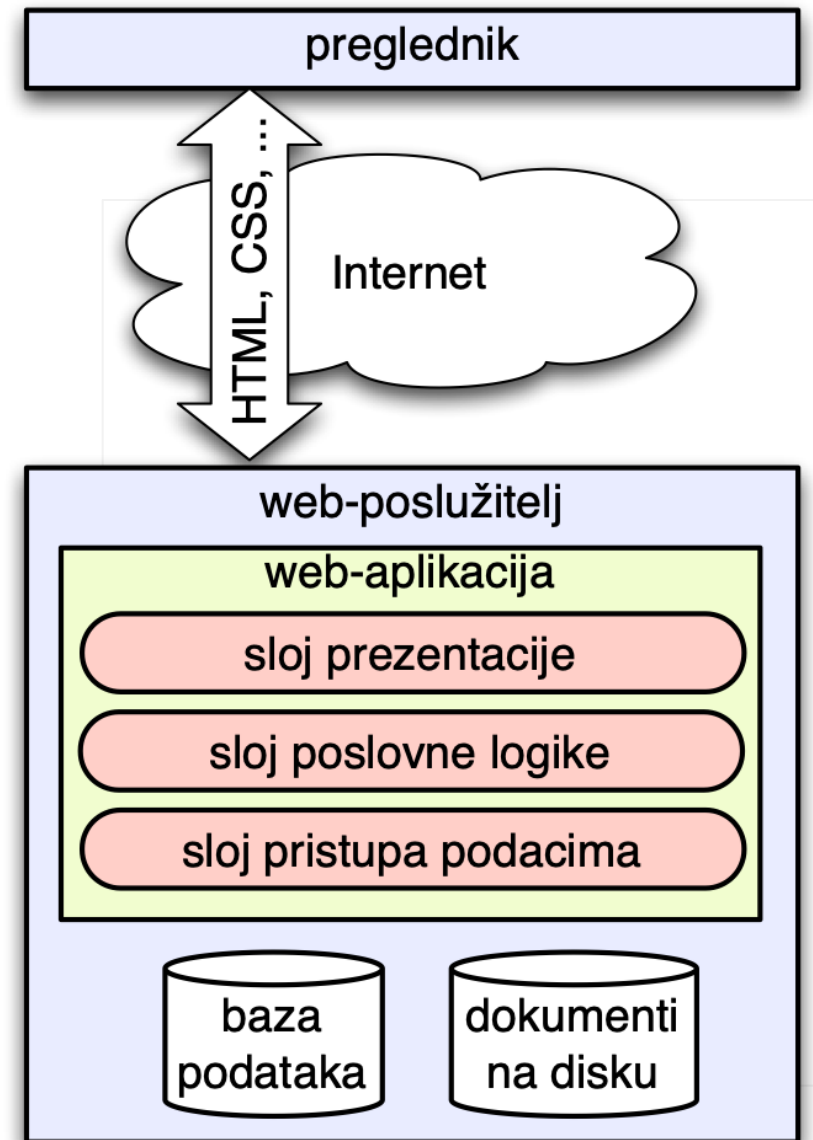 preglednik
HTML, CSS, ...
Internet
web-poslužitelj
web-aplikacija
sloj prezentacije
sloj poslovne logike
sloj pristupa podacima
baza
podataka
dokumenti
na disku